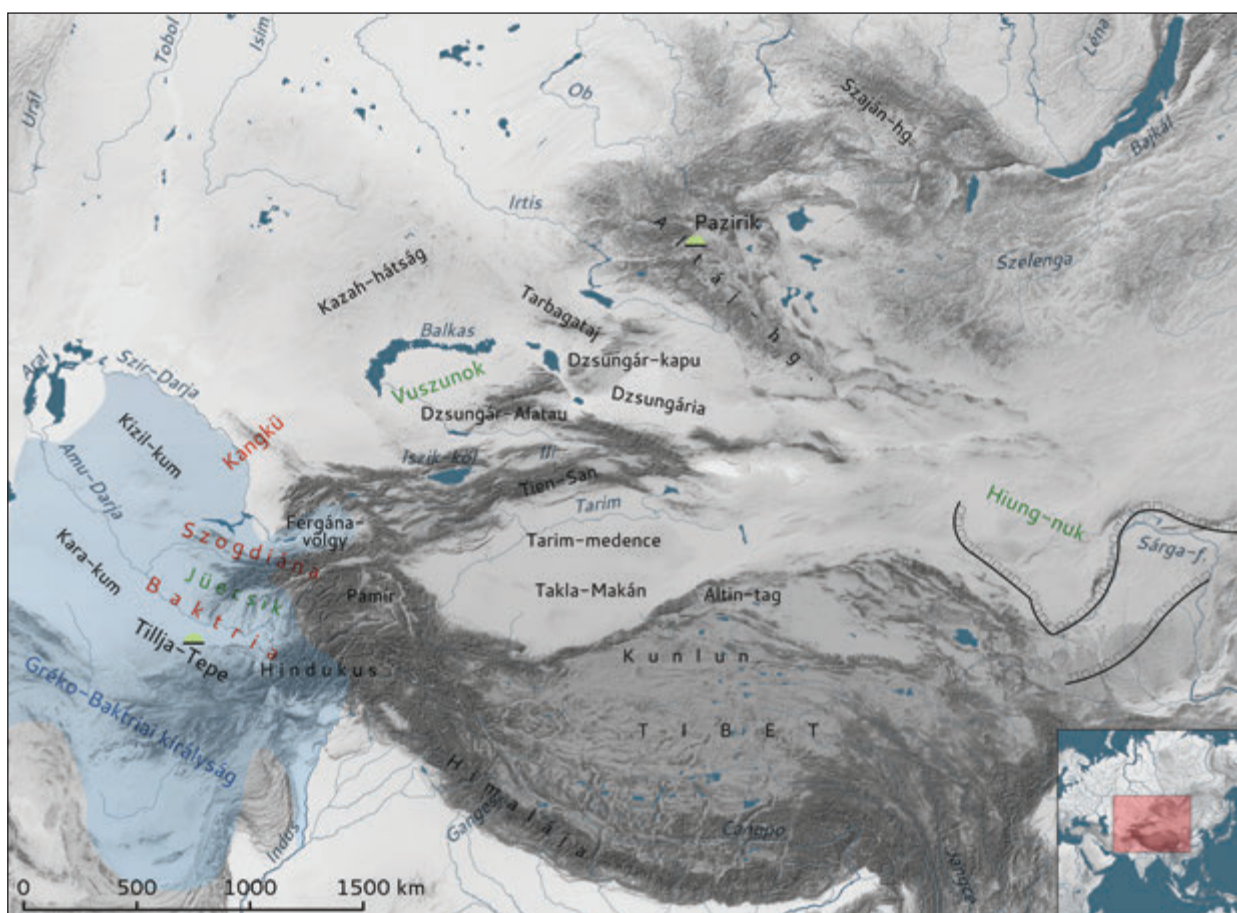 Urál
Tobol
Isim
Ob
Léna
Szaján-hg.
Bajkál
Irtis
Pazirik
Altáj-hg.
Szelenga
Kazah-hátság
Tarbagataj
Balkas
Dzsungár-kapu
Vuszunok
Dzsungária
Dzsungár-Alatau
Aral
Szir-Darja
Kizil-kum
Kangkü
Amu-Darja
Iszik-köl
Ili
Tien-San
Tarim
Hiung-nuk
Sárga-f.
Fergána-
völgy
Szogdiána
Tarim-medence
Kara-kum
Jüecsik
Baktria
Pamír
Takla-Makán
Altin-tag
Tillja-Tepe
Hindukus
Kunlun
Gréko-Baktriai királyság
TIBET
Himalája
Gangesz
Indus
Cangpo
Jangce
0 500 1000 1500 km